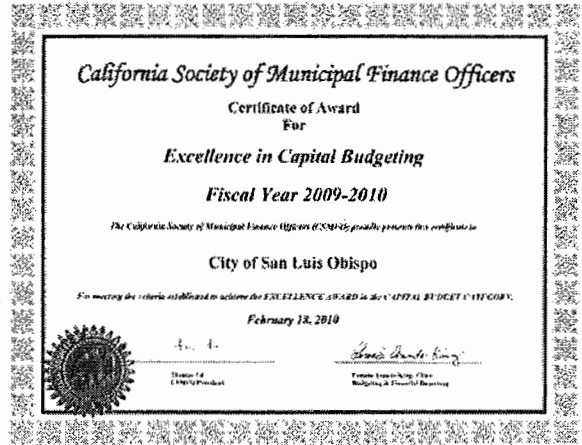 California Society of Municipal Finance Officers
Certificate of Award
For
Excellence in Capital Budgeting
Fiscal Year 2009-2010
The California Society of Municipal Finance Officers (CSMFO) proudly presents this certificate to
City of San Luis Obispo
For meeting the criteria established to achieve the EXCELLENCE AWARD in the CAPITAL BUDGET CATEGORY.
February 18, 2010
Thomas
CSMFO President
Chair
Budgeting & Financial Reporting